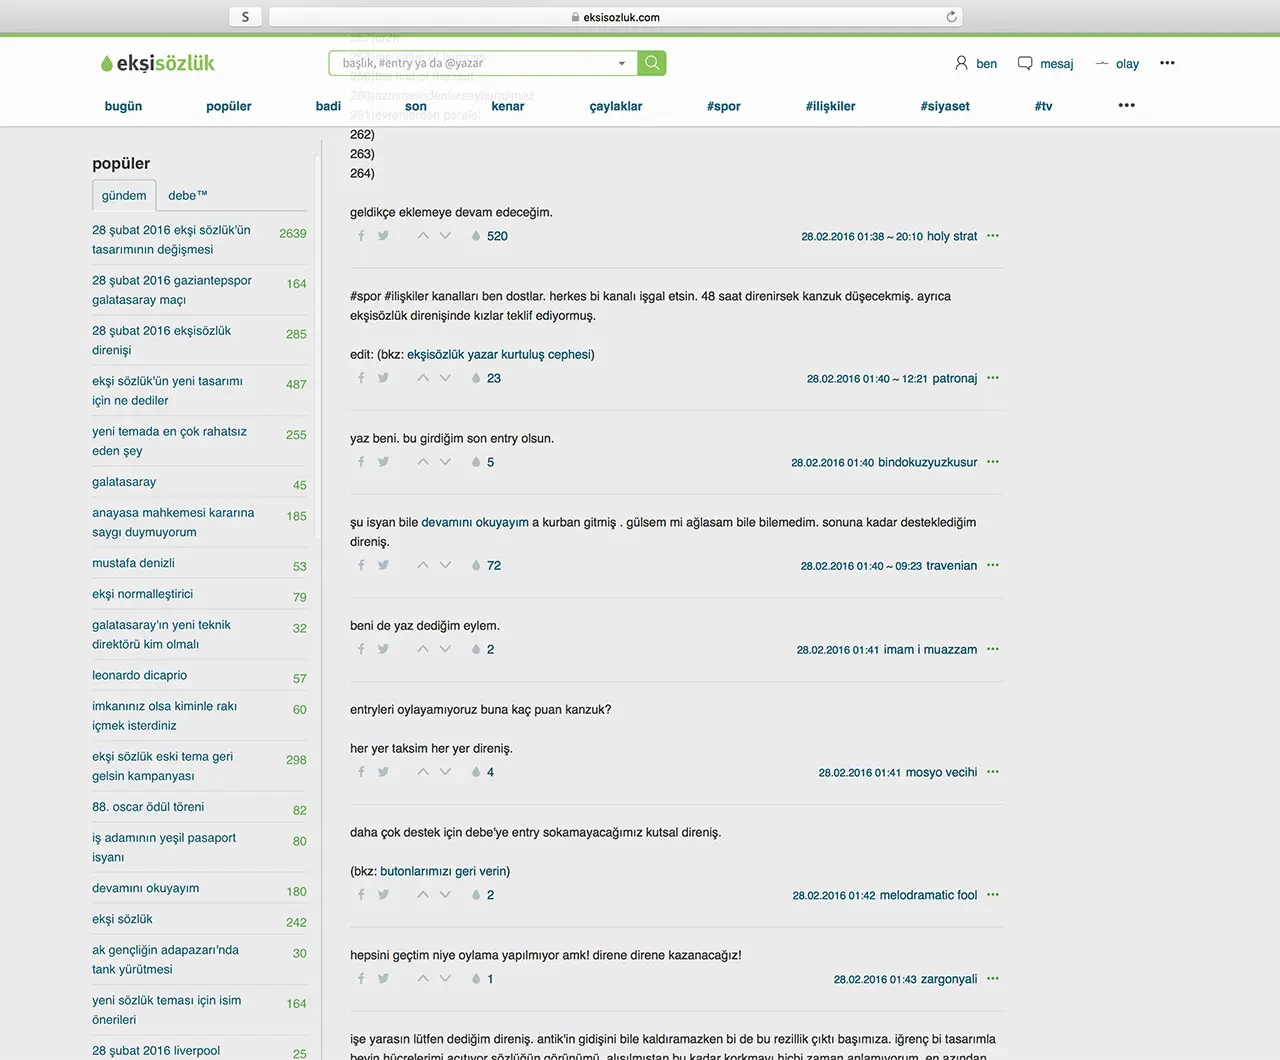 S
eksisozluk.com
ekşisözlük
başlık, #entry ya da @yazar
ben
mesaj
olay
bugün
popüler
badi
son
kenar
çaylaklar
#spor
#ilişkiler
#siyaset
#tv
popüler
gündem
debe™
28 şubat 2016 ekşi sözlük'ün 2639
tasarımının değişmesi
28 şubat 2016 gaziantepspor 164
galatasaray maçı
28 şubat 2016 ekşisözlük 285
direnişi
ekşi sözlük'ün yeni tasarımı 487
için ne dediler
yeni temada en çok rahatsız 255
eden şey
galatasaray 45
anayasa mahkemesi kararına 185
saygı duymuyorum
mustafa denizli 53
ekşi normalleştirici 79
galatasaray'ın yeni teknik 32
direktörü kim olmalı
leonardo dicaprio 57
imkanınız olsa kiminle rakı 60
içmek isterdiniz
ekşi sözlük eski tema geri 298
gelsin kampanyası
88. oscar ödül töreni 82
iş adamının yeşil pasaport 80
isyanı
devamını okuyayım 180
ekşi sözlük 242
ak gençliğin adapazarı'nda 30
tank yürütmesi
yeni sözlük teması için isim 164
önerileri
28 şubat 2016 liverpool 25
262)
263)
264)
geldikçe eklemeye devam edeceğim.
520 28.02.2016 01:38 ~ 20:10 holy strat
#spor #ilişkiler kanalları ben dostlar. herkes bi kanalı işgal etsin. 48 saat direnirsek kanzuk düşecekmiş. ayrıca
ekşisözlük direnişinde kızlar teklif ediyormuş.
edit: (bkz: ekşisözlük yazar kurtuluş cephesi)
23 28.02.2016 01:40 ~ 12:21 patronaj
yaz beni. bu girdiğim son entry olsun.
5 28.02.2016 01:40 bindokuzyuzkusur
şu isyan bile devamını okuyayım a kurban gitmiş . gülsem mi ağlasam bile bilemedim. sonuna kadar desteklediğim
direniş.
72 28.02.2016 01:40 ~ 09:23 travenian
beni de yaz dediğim eylem.
2 28.02.2016 01:41 imam i muazzam
entryleri oylayamıyoruz buna kaç puan kanzuk?
her yer taksim her yer direniş.
4 28.02.2016 01:41 mosyo vecihi
daha çok destek için debe'ye entry sokamayacağımız kutsal direniş.
(bkz: butonlarımızı geri verin)
2 28.02.2016 01:42 melodramatic fool
hepsini geçtim niye oylama yapılmıyor amk! direne direne kazanacağız!
1 28.02.2016 01:43 zargonyali
işe yarasın lütfen dediğim direniş. antik'in gidişini bile kaldıramazken bi de bu rezillik çıktı başımıza. iğrenç bi tasarımla
beyin hücrelerimi acıtıyor sözlüğün görünümü. alışılmıştan bu kadar korkmayı hiçbi zaman anlamıyorum. en azından